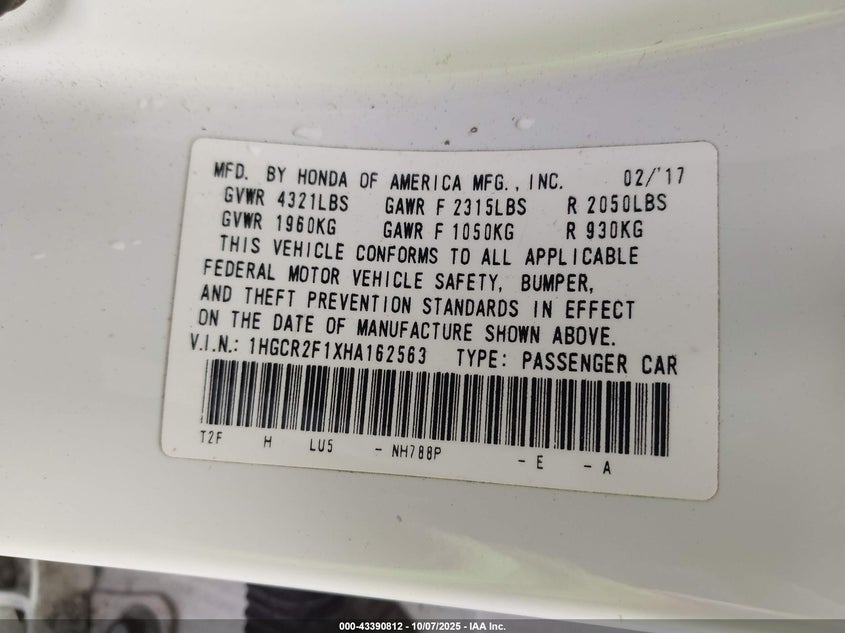 MFD. BY HONDA OF AMERICA MFG., INC. 02/'17
GVWR 4321LBS GAWR F 2315LBS R 2050LBS
GVWR 1960KG GAWR F 1050KG R 930KG
THIS VEHICLE CONFORMS TO ALL APPLICABLE
FEDERAL MOTOR VEHICLE SAFETY, BUMPER,
AND THEFT PREVENTION STANDARDS IN EFFECT
ON THE DATE OF MANUFACTURE SHOWN ABOVE.
V.I.N.: 1HGCR2F1XHA162563 TYPE: PASSENGER CAR
T2F H LU5 - NH788P - E - A
000-43390812 - 10/07/2025 - IAA Inc.